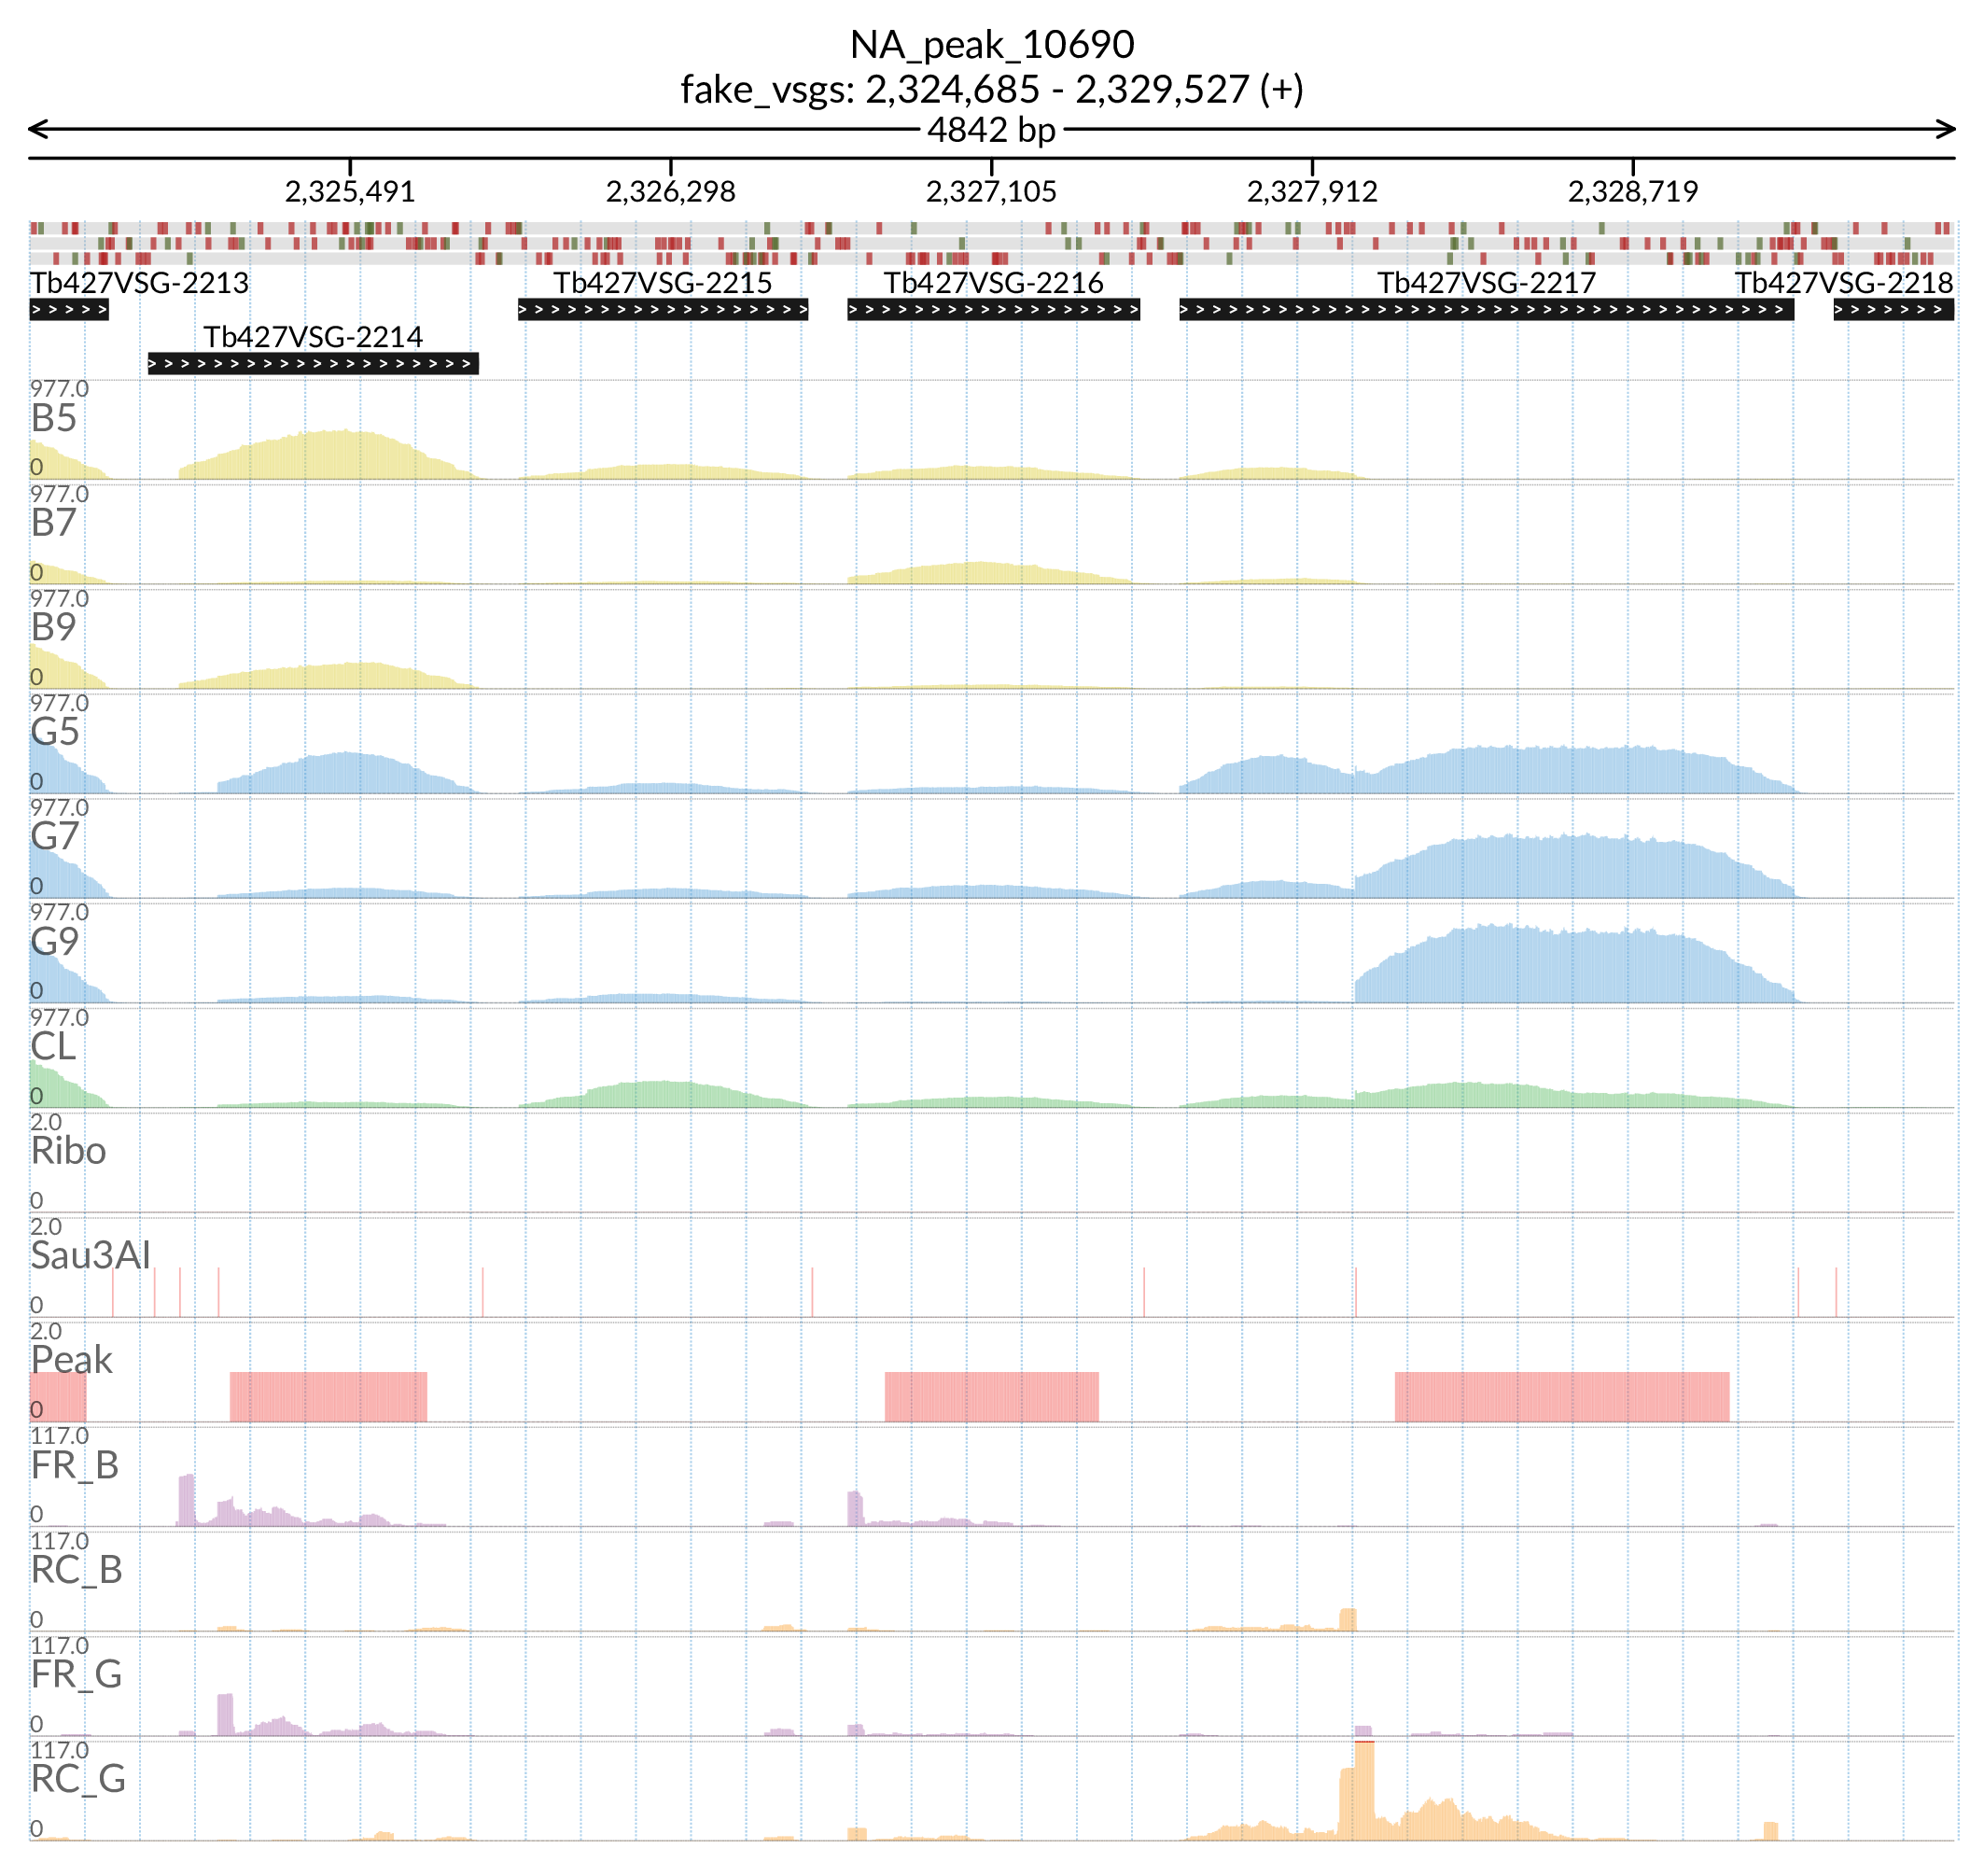 NA_peak_10690
fake_vsgs: 2,324,685 - 2,329,527 (+)
4842 bp
2,325,491 2,326,298 2,327,105 2,327,912 2,328,719
Tb427VSG-2213 Tb427VSG-2215 Tb427VSG-2216 Tb427VSG-2217 Tb427VSG-2218
Tb427VSG-2214
977.0
B5
0
977.0
B7
0
977.0
B9
0
977.0
G5
0
977.0
G7
0
977.0
G9
0
977.0
CL
0
2.0
Ribo
0
2.0
Sau3AI
0
2.0
Peak
0
117.0
FR_B
0
117.0
RC_B
0
117.0
FR_G
0
117.0
RC_G
0